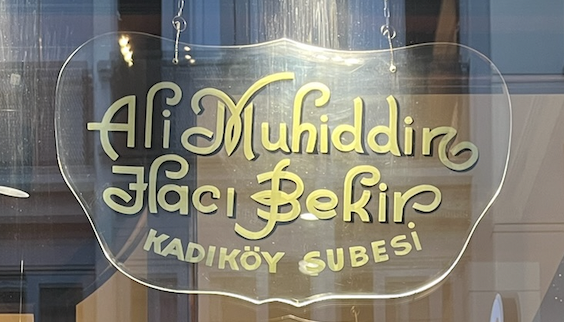 Ali Muhiddin
Hacı Bekir
KADIKÖY ŞUBESİ